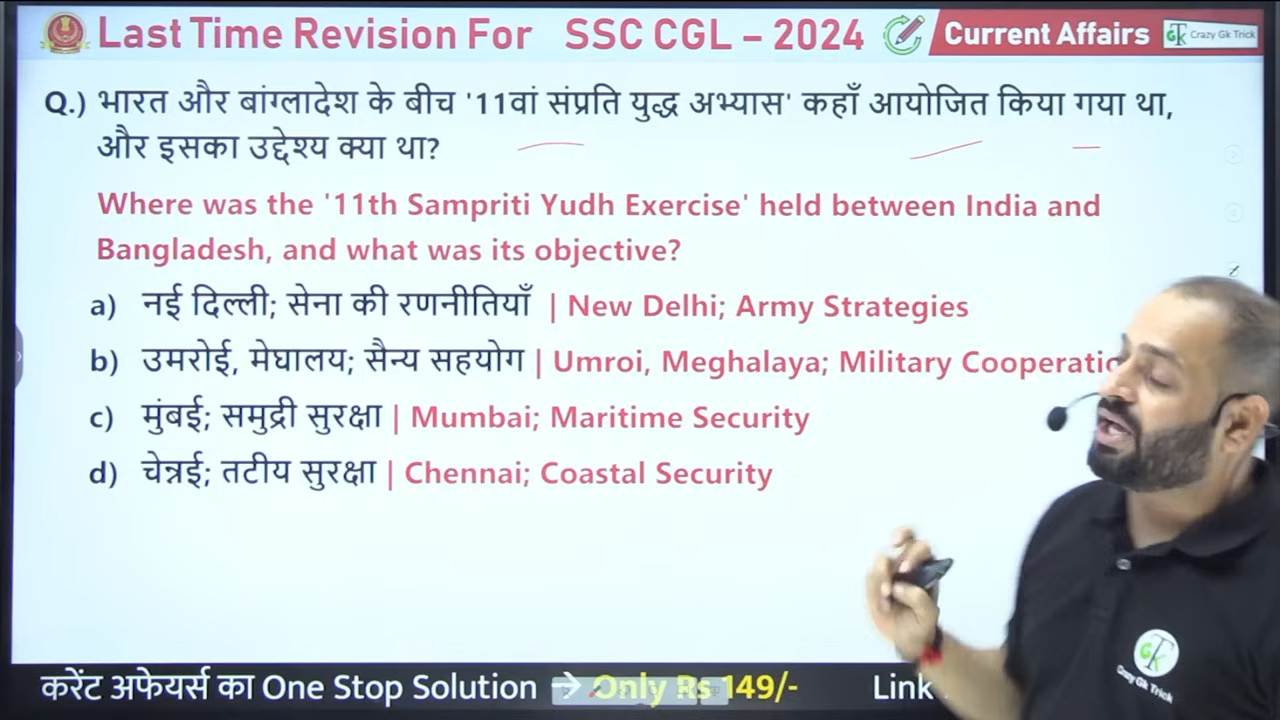 Last Time Revision For SSC CGL – 2024 Current Affairs Crazy Gk Trick
Q.) भारत और बांग्लादेश के बीच '11वां संप्रति युद्ध अभ्यास' कहाँ आयोजित किया गया था,
और इसका उद्देश्य क्या था?
Where was the '11th Sampriti Yudh Exercise' held between India and
Bangladesh, and what was its objective?
a) नई दिल्ली; सेना की रणनीतियाँ | New Delhi; Army Strategies
b) उमरोई, मेघालय; सैन्य सहयोग | Umroi, Meghalaya; Military Cooperatio
c) मुंबई; समुद्री सुरक्षा | Mumbai; Maritime Security
d) चेन्नई; तटीय सुरक्षा | Chennai; Coastal Security
Crazy Gk Trick
करेंट अफेयर्स का One Stop Solution → Only Rs 149/- Link